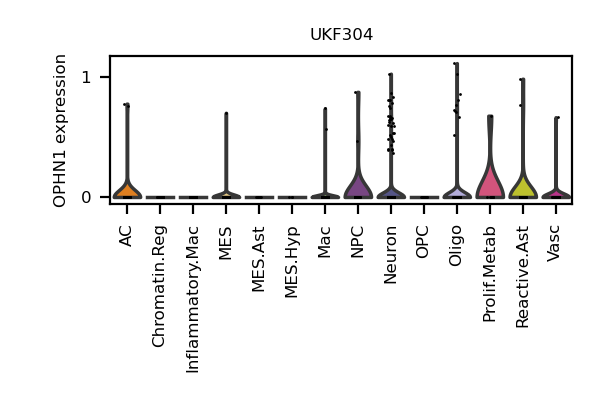 UKF304
OPHN1 expression
1
0
AC
Chromatin.Reg
Inflammatory.Mac
MES
MES.Ast
MES.Hyp
Mac
NPC
Neuron
OPC
Oligo
Prolif.Metab
Reactive.Ast
Vasc